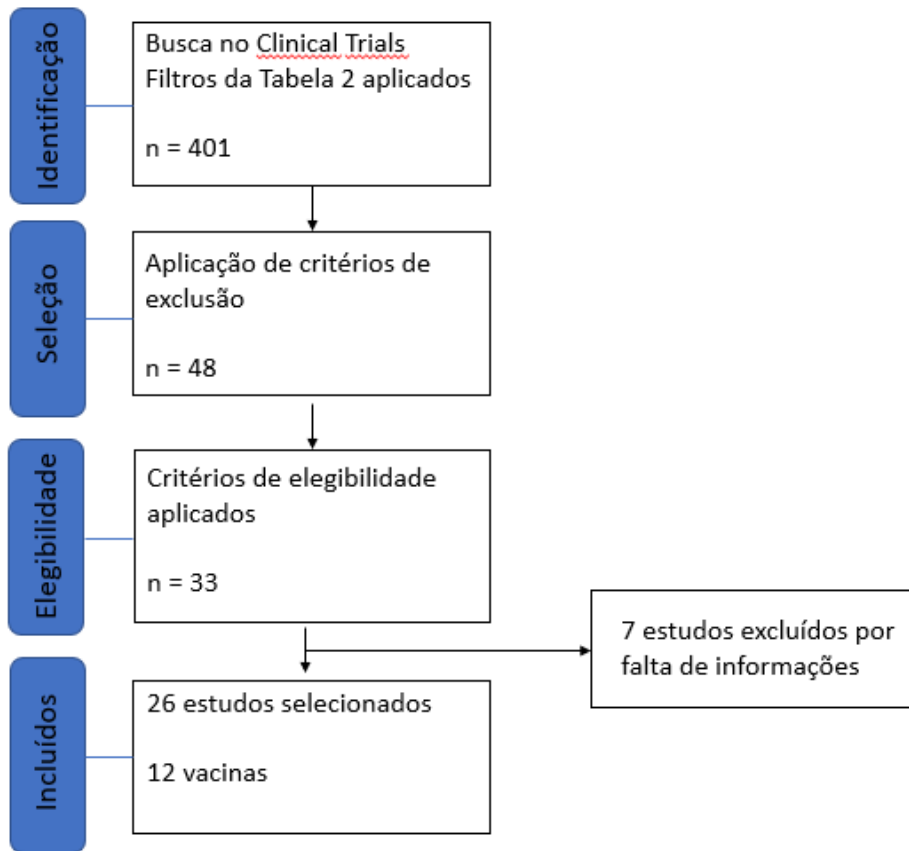 Identificação
Busca no Clinical Trials
Filtros da Tabela 2 aplicados
n = 401
Seleção
Aplicação de critérios de
exclusão
n = 48
Elegibilidade
Critérios de elegibilidade
aplicados
n = 33
7 estudos excluídos por
falta de informações
Incluídos
26 estudos selecionados
12 vacinas